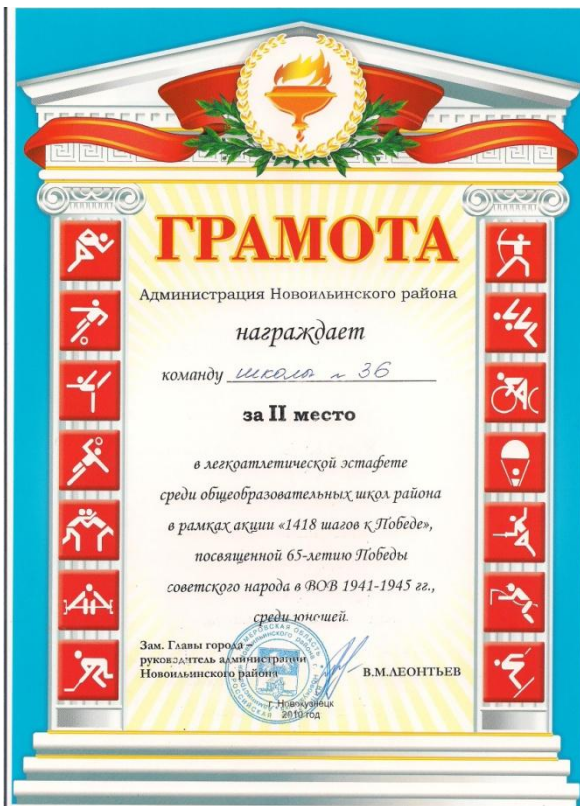 ГРАМОТА
Администрация Новоильинского района
награждает
команду школы № 36
за II место
в легкоатлетической эстафете
среди общеобразовательных школ района
в рамках акции «1418 шагов к Победе»,
посвященной 65-летию Победы
советского народа в ВОВ 1941-1945 гг.,
среди юношей.
Зам. Главы города –
руководитель администрации
Новоильинского района
В.М.ЛЕОНТЬЕВ
г. Новокузнецк
2010 год